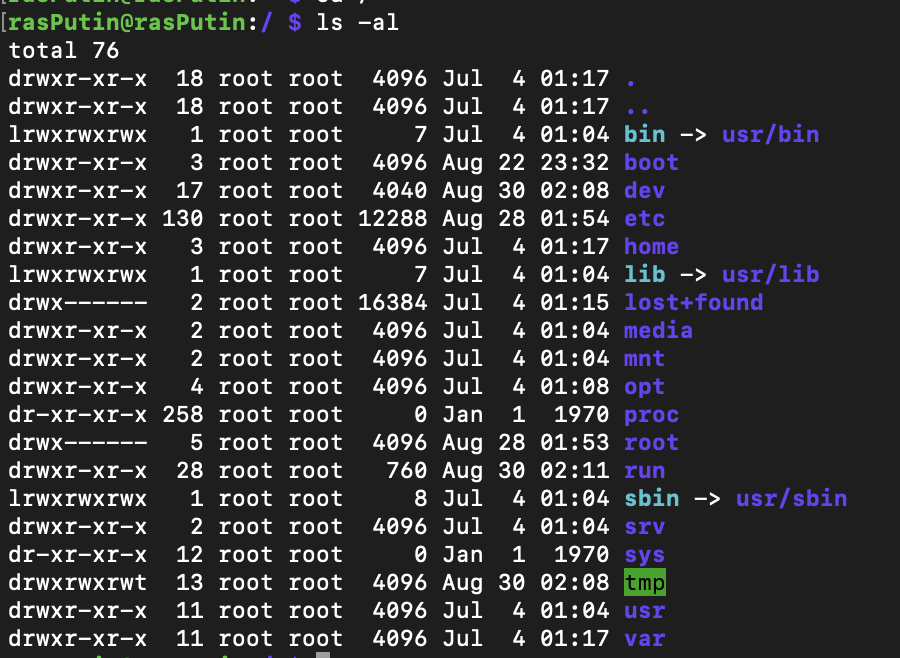 [rasPutin@rasPutin:/ $ ls -al
total 76
drwxr-xr-x  18 root root  4096 Jul  4 01:17 .
drwxr-xr-x  18 root root  4096 Jul  4 01:17 ..
lrwxrwxrwx   1 root root     7 Jul  4 01:04 bin -> usr/bin
drwxr-xr-x   3 root root  4096 Aug 22 23:32 boot
drwxr-xr-x  17 root root  4040 Aug 30 02:08 dev
drwxr-xr-x 130 root root 12288 Aug 28 01:54 etc
drwxr-xr-x   3 root root  4096 Jul  4 01:17 home
lrwxrwxrwx   1 root root     7 Jul  4 01:04 lib -> usr/lib
drwx------   2 root root 16384 Jul  4 01:15 lost+found
drwxr-xr-x   2 root root  4096 Jul  4 01:04 media
drwxr-xr-x   2 root root  4096 Jul  4 01:04 mnt
drwxr-xr-x   4 root root  4096 Jul  4 01:08 opt
dr-xr-xr-x 258 root root     0 Jan  1  1970 proc
drwx------   5 root root  4096 Aug 28 01:53 root
drwxr-xr-x  28 root root   760 Aug 30 02:11 run
lrwxrwxrwx   1 root root     8 Jul  4 01:04 sbin -> usr/sbin
drwxr-xr-x   2 root root  4096 Jul  4 01:04 srv
dr-xr-xr-x  12 root root     0 Jan  1  1970 sys
drwxrwxrwt  13 root root  4096 Aug 30 02:08 tmp
drwxr-xr-x  11 root root  4096 Jul  4 01:04 usr
drwxr-xr-x  11 root root  4096 Jul  4 01:17 var